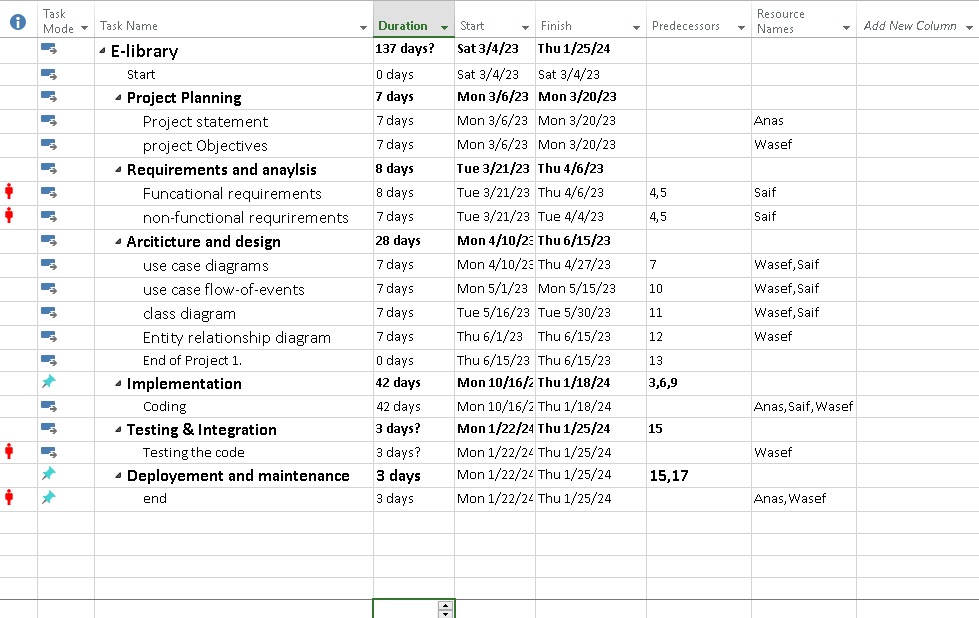 Task Mode Task Name Duration Start Finish Predecessors Resource Names Add New Column
E-library 137 days? Sat 3/4/23 Thu 1/25/24
Start 0 days Sat 3/4/23 Sat 3/4/23
Project Planning 7 days Mon 3/6/23 Mon 3/20/23
Project statement 7 days Mon 3/6/23 Mon 3/20/23 Anas
project Objectives 7 days Mon 3/6/23 Mon 3/20/23 Wasef
Requirements and anaylsis 8 days Tue 3/21/23 Thu 4/6/23
Funcational requirements 8 days Tue 3/21/23 Thu 4/6/23 4,5 Saif
non-functional requrirements 7 days Tue 3/21/23 Tue 4/4/23 4,5 Saif
Arciticture and design 28 days Mon 4/10/23 Thu 6/15/23
use case diagrams 7 days Mon 4/10/23 Thu 4/27/23 7 Wasef,Saif
use case flow-of-events 7 days Mon 5/1/23 Mon 5/15/23 10 Wasef,Saif
class diagram 7 days Tue 5/16/23 Tue 5/30/23 11 Wasef,Saif
Entity relationship diagram 7 days Thu 6/1/23 Thu 6/15/23 12 Wasef
End of Project 1. 0 days Thu 6/15/23 Thu 6/15/23 13
Implementation 42 days Mon 10/16/2 Thu 1/18/24 3,6,9
Coding 42 days Mon 10/16/2 Thu 1/18/24 Anas,Saif,Wasef
Testing & Integration 3 days? Mon 1/22/24 Thu 1/25/24 15
Testing the code 3 days? Mon 1/22/24 Thu 1/25/24 Wasef
Deployement and maintenance 3 days Mon 1/22/24 Thu 1/25/24 15,17
end 3 days Mon 1/22/24 Thu 1/25/24 Anas,Wasef